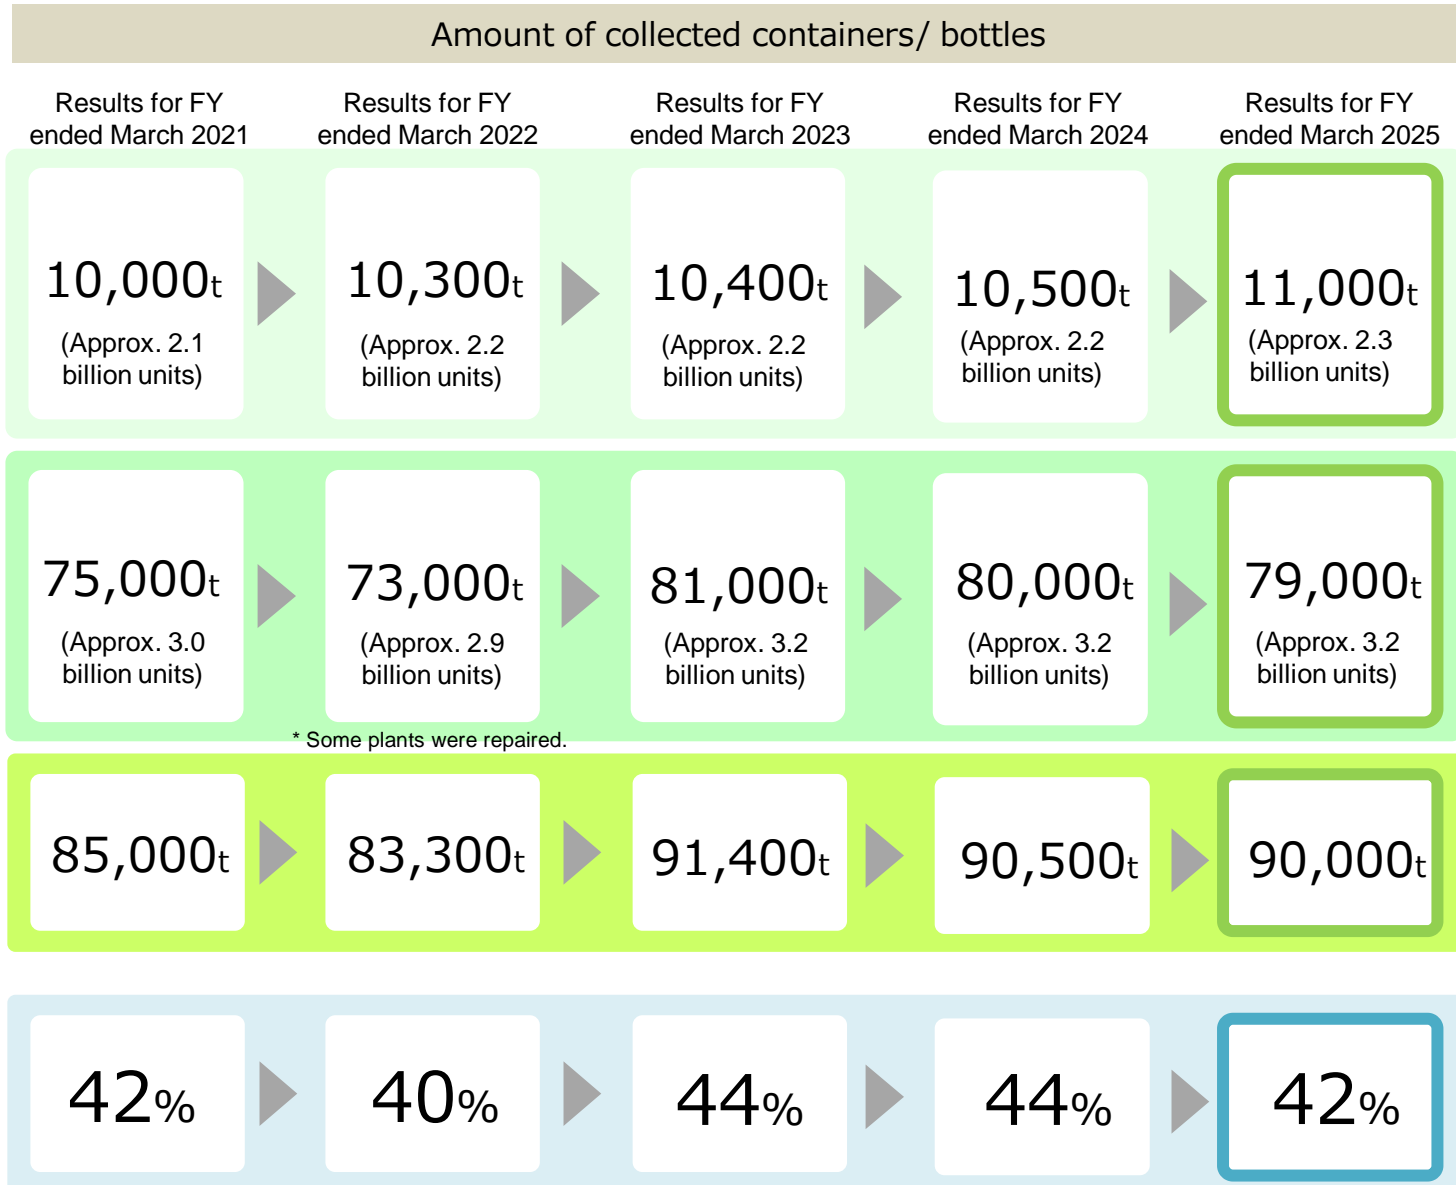 Amount of collected containers/ bottles
Results for FY
ended March 2021
Results for FY
ended March 2022
Results for FY
ended March 2023
Results for FY
ended March 2024
Results for FY
ended March 2025
10,000t
(Approx. 2.1
billion units)
10,300t
(Approx. 2.2
billion units)
10,400t
(Approx. 2.2
billion units)
10,500t
(Approx. 2.2
billion units)
11,000t
(Approx. 2.3
billion units)
75,000t
(Approx. 3.0
billion units)
73,000t
(Approx. 2.9
billion units)
81,000t
(Approx. 3.2
billion units)
80,000t
(Approx. 3.2
billion units)
79,000t
(Approx. 3.2
billion units)
* Some plants were repaired.
85,000t
83,300t
91,400t
90,500t
90,000t
42%
40%
44%
44%
42%